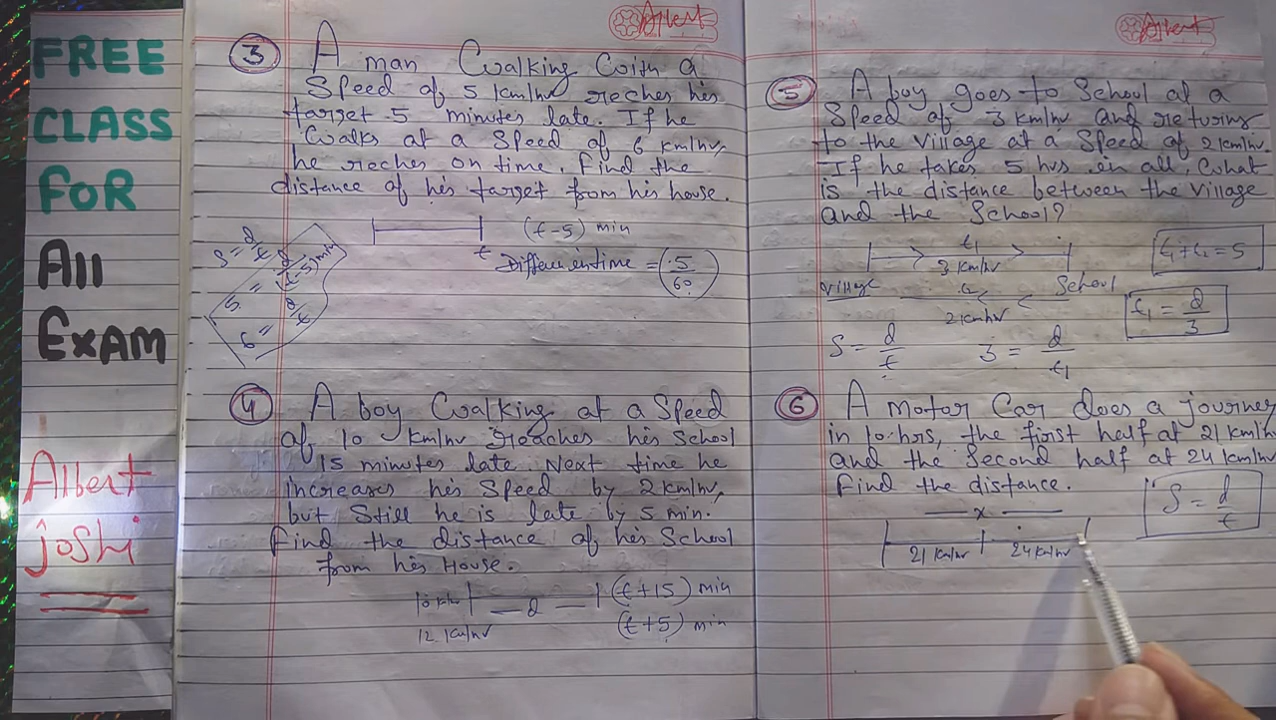 FREE
CLASS
FOR
All
ExAM
Albert
joshi
Albert
3 A man Walking With a
Speed of 5 km/hr reches his
target 5 minutes late. If he
Walks at a Speed of 6 km/hr,
he reches on time. Find the
distance of his target from his house.
(t-5) min
t
Different in time = 5/60
S = d/t
5 = d/(t-5) min
6 = d/t
4 A boy Walking at a Speed
of 10 km/hr reaches his School
15 minutes late. Next time he
increases his Speed by 2 km/hr,
but still he is late by 5 min.
Find the distance of his School
from his House.
10 km/hr — d — (t+15) min
12 km/hr (t+5) min
Albert
5 A boy goes to School at a
Speed of 3 km/hr and returns
to the village at a Speed of 2 km/hr.
If he takes 5 hrs in all, What
is the distance between the village
and the School?
t1
3 km/hr
t1+t2 = 5
village t2 School
2 km/hr
t1 = d/3
S = d/t 3 = d/t1
6 A Motor Car does a journey
in 10 hrs, the first half at 21 km/hr
and the Second half at 24 km/hr
Find the distance.
x
S = d/t
21 km/hr 24 km/hr